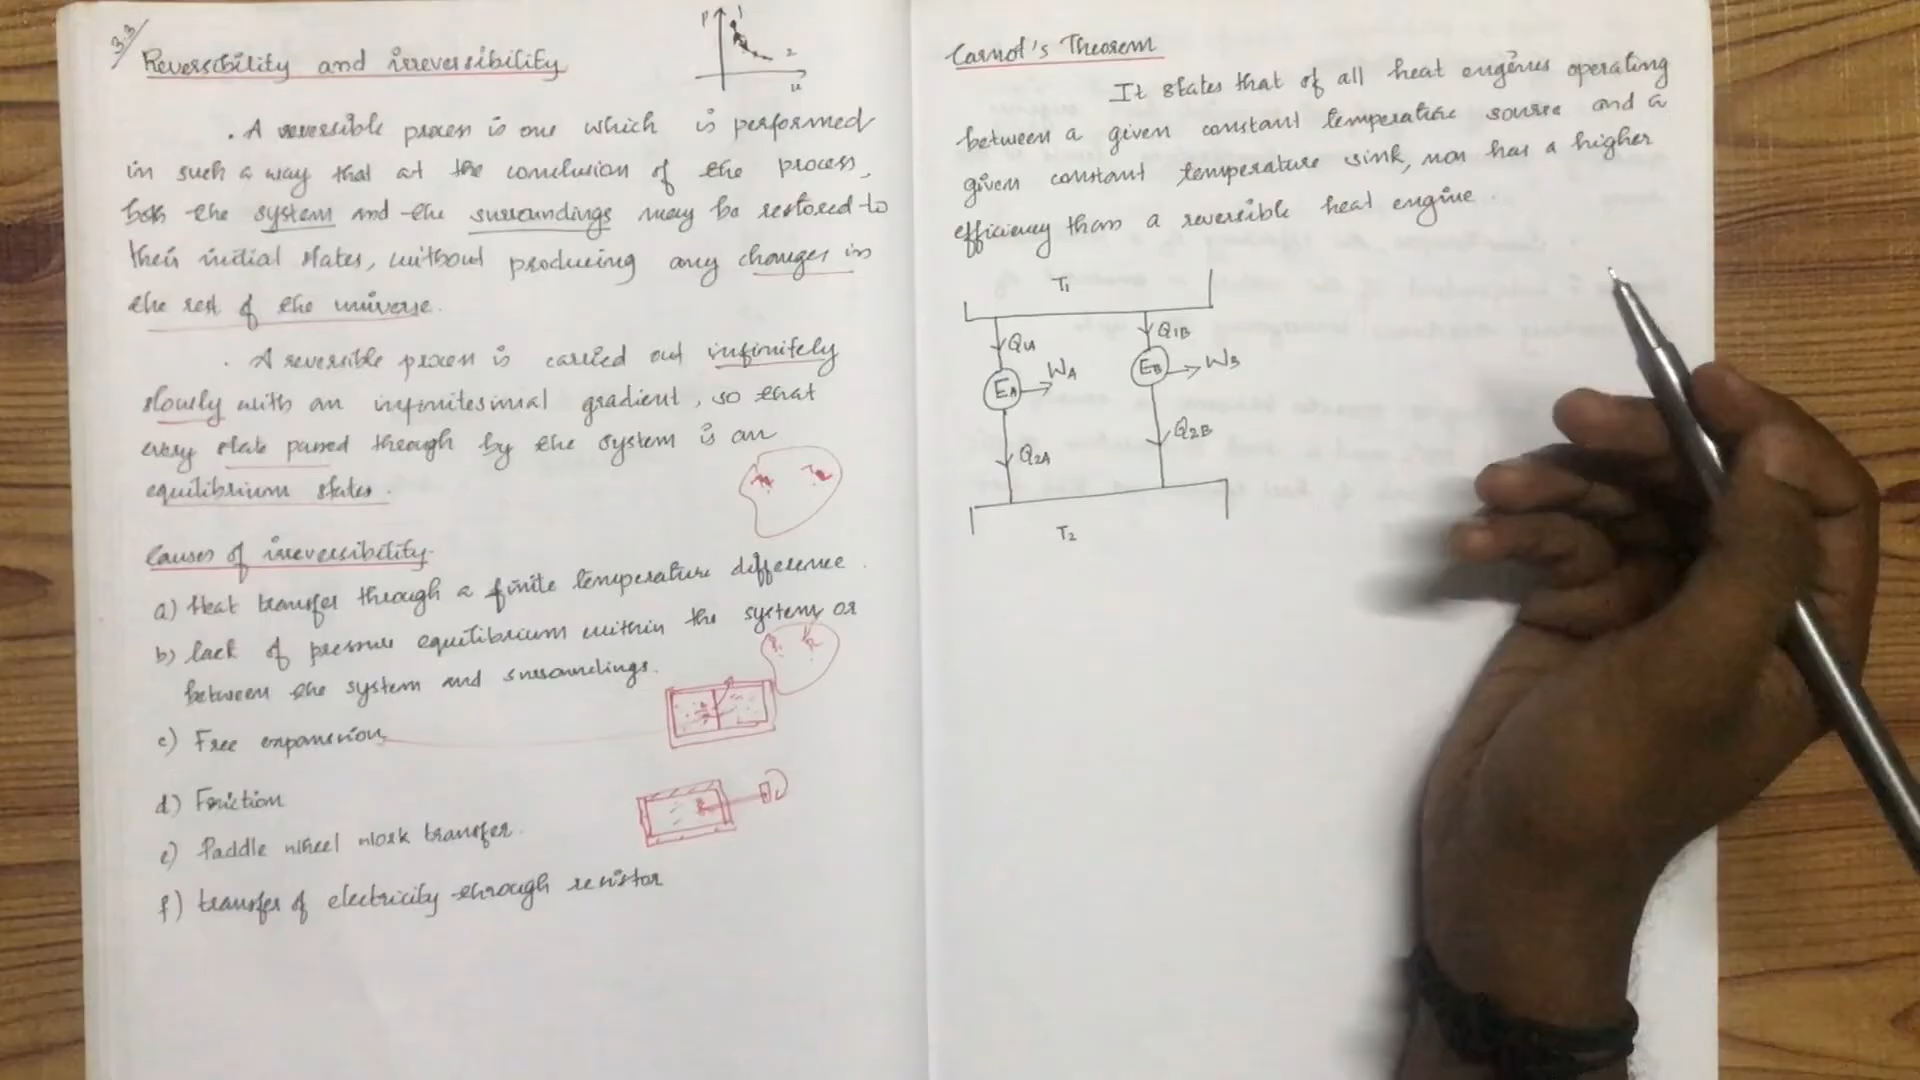 3.3
Reversibility and irreversibility
P
1
2
u
. A reversible process is one which is performed
in such a way that at the conclusion of the process,
both the system and the surroundings may be restored to
their initial states, without producing any changes in
the rest of the universe.
. A reversible process is carried out infinitely
slowly with an infinitesimal gradient, so that
every state passed through by the system is an
equilibrium states.
Causes of irreversibility.
a) Heat transfer through a finite temperature difference.
b) lack of pressure equilibrium within the system or
between the system and surroundings.
c) Free expansion
d) Friction
e) Paddle wheel work transfer.
f) transfer of electricity through resistor
Carnot's Theorem
It states that of all heat engines operating
between a given constant temperature source and a
given constant temperature sink, non has a higher
efficiency than a reversible heat engine.
T1
Q1A
Q1B
EA
WA
EB
WB
Q2A
Q2B
T2